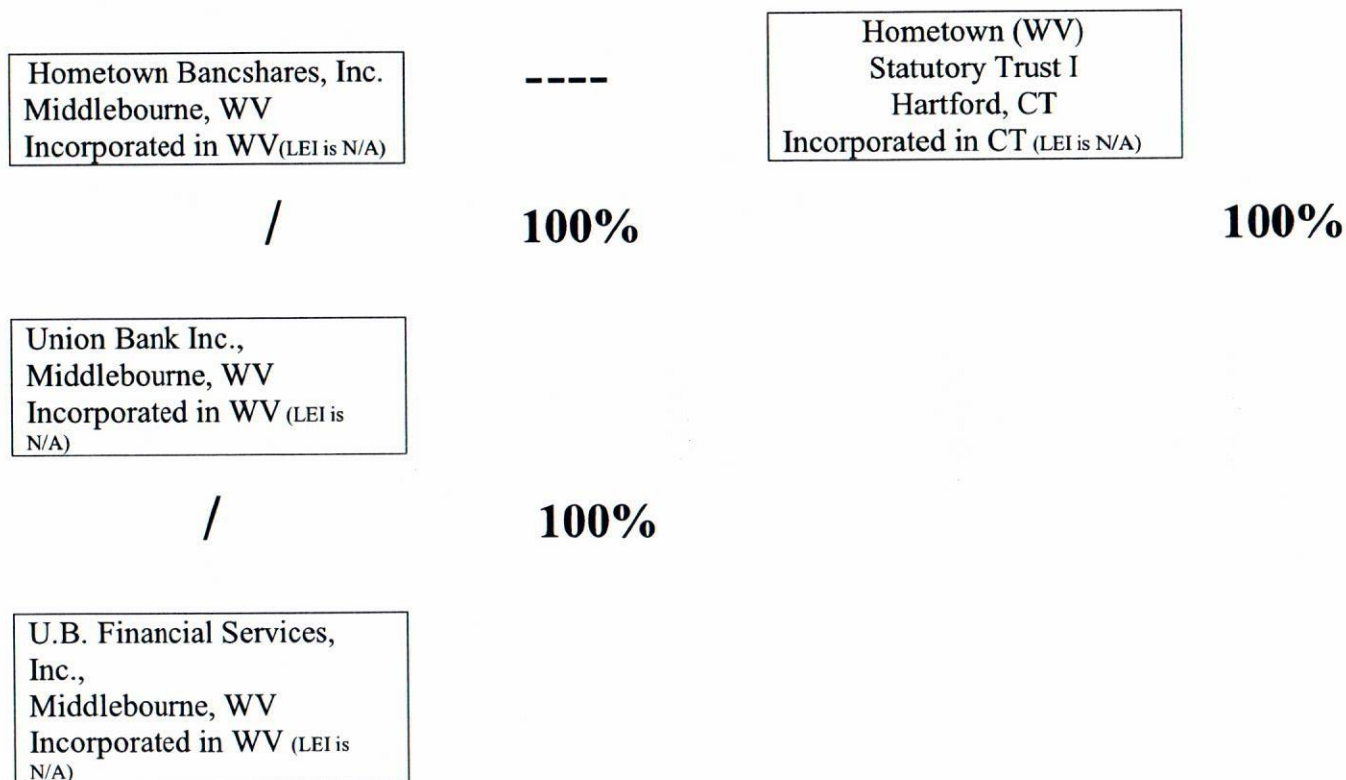 Hometown Bancshares, Inc.
Middlebourne, WV
Incorporated in WV(LEI is N/A)
----
Hometown (WV)
Statutory Trust I
Hartford, CT
Incorporated in CT (LEI is N/A)
/ 100% 100%
Union Bank Inc.,
Middlebourne, WV
Incorporated in WV (LEI is
N/A)
/ 100%
U.B. Financial Services,
Inc.,
Middlebourne, WV
Incorporated in WV (LEI is
N/A)